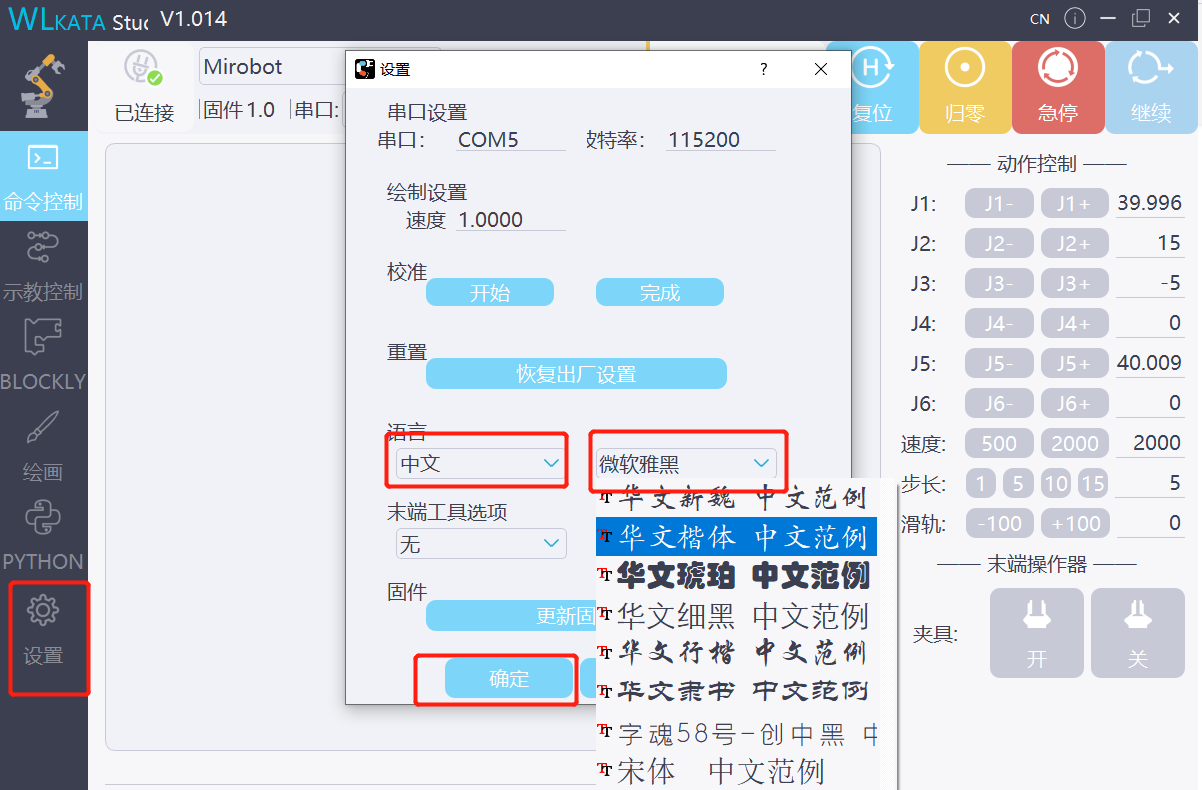 WLKATA Stuc V1.014
CN
已连接
Mirobot
固件1.0 串口:
复位
归零
急停
继续
命令控制
示教控制
BLOCKLY
绘画
PYTHON
设置
设置
?
串口设置
串口: COM5 波特率: 115200
绘制设置
速度 1.0000
校准
开始 完成
重置
恢复出厂设置
语言
中文 微软雅黑
末端工具选项
无
固件
更新固
确定
华文新魏 中文范例
华文楷体 中文范例
华文琥珀 中文范例
华文细黑 中文范例
华文行楷 中文范例
华文隶书 中文范例
字魂58号-创中黑 中
宋体 中文范例
动作控制
J1: J1- J1+ 39.996
J2: J2- J2+ 15
J3: J3- J3+ -5
J4: J4- J4+ 0
J5: J5- J5+ 40.009
J6: J6- J6+ 0
速度: 500 2000 2000
步长: 1 5 10 15 5
滑轨: -100 +100 0
末端操作器
夹具: 开 关